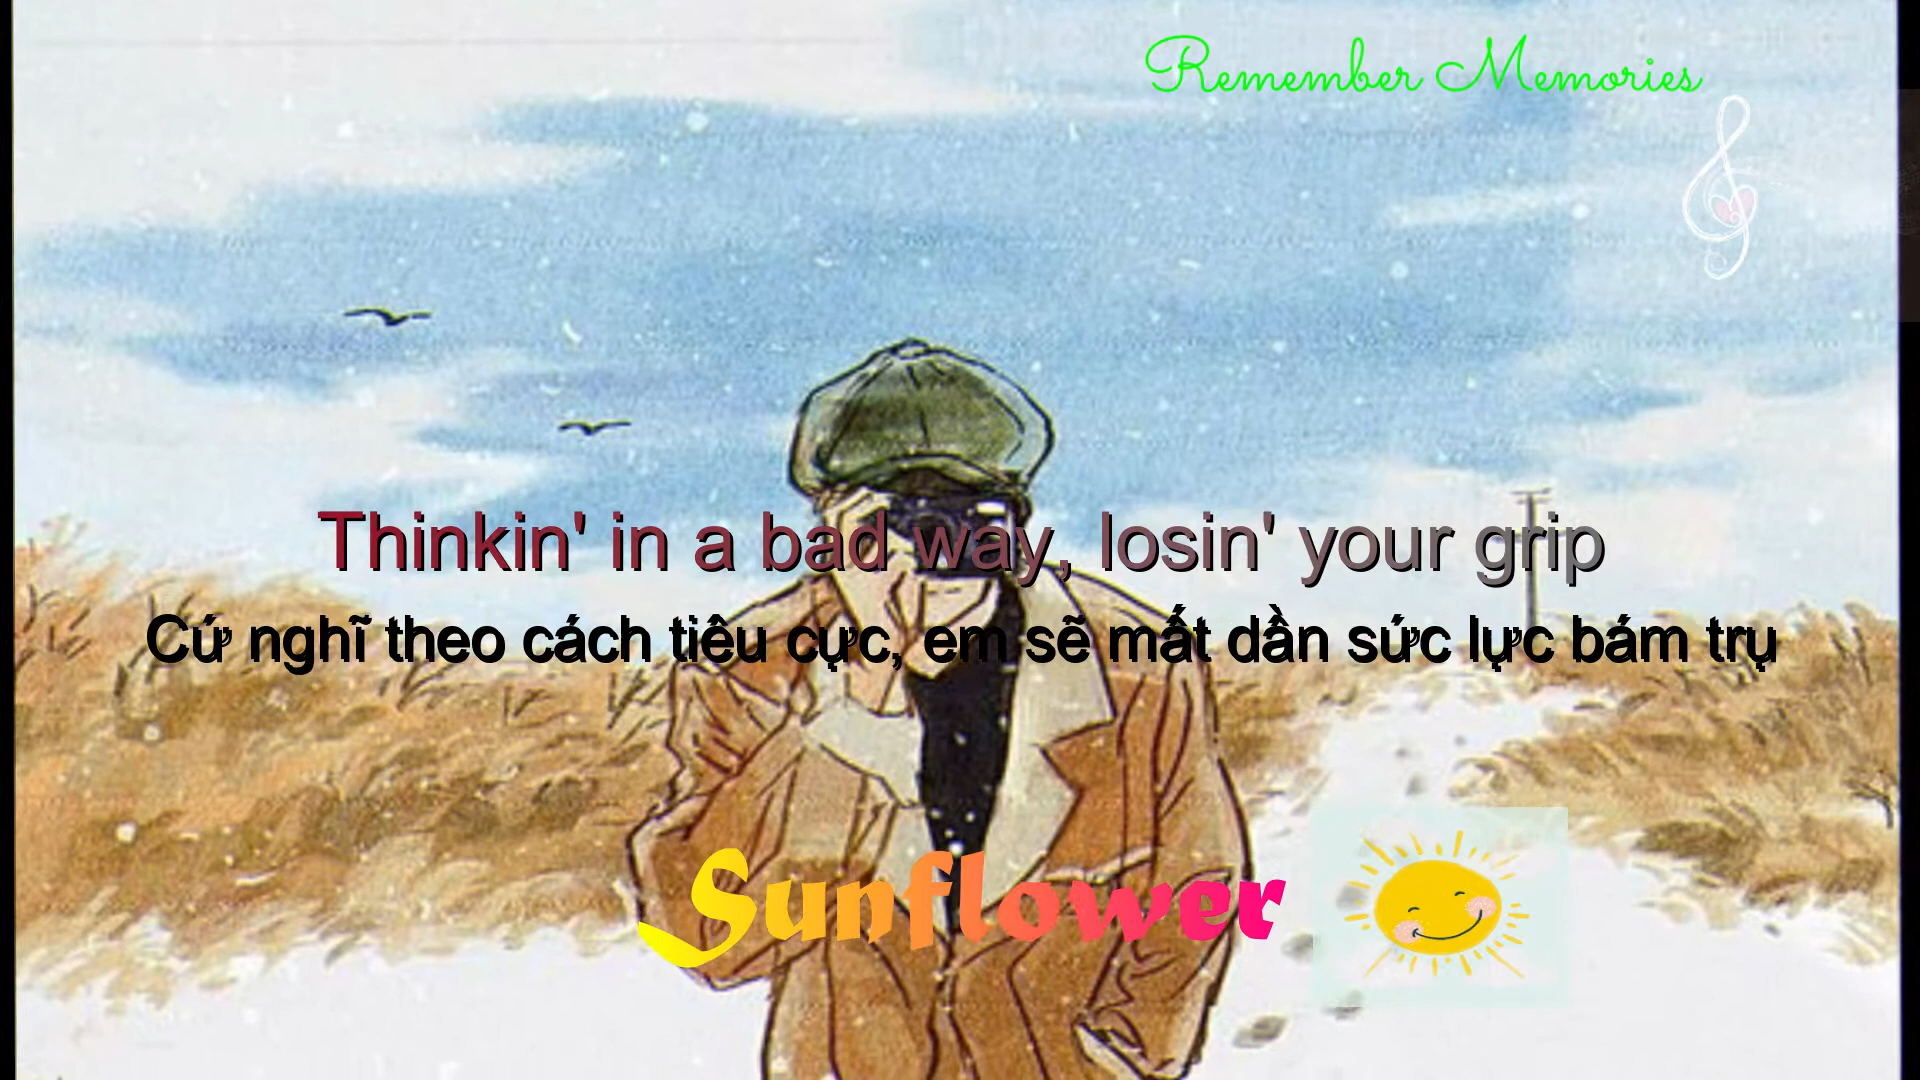 Remember Memories
Thinkin' in a bad way, losin' your grip
Cứ nghĩ theo cách tiêu cực, em sẽ mất dần sức lực bám trụ
Sunflower